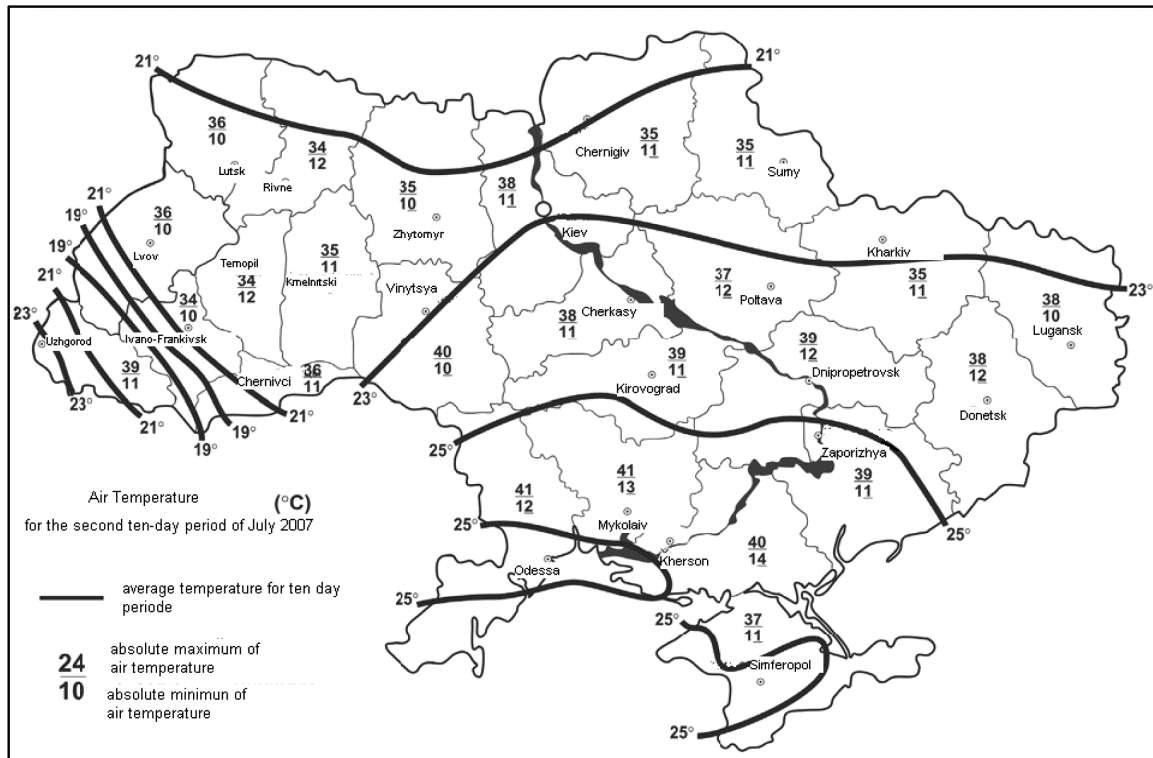 21°
21°
36
10
Lutsk
34
12
Rivne
35
10
Zhytomyr
38
11
Chernigiv
35
11
35
11
Sumy
21°
19°
19°
21°
23°
36
10
Lvov
Ternopil
34
12
35
11
Kmelnitski
Vinytsya
Kiev
37
12
Poltava
Kharkiv
35
11
23°
38
10
Lugansk
34
10
Uzhgorod
Ivano-Frankivsk
39
11
Chernivci
36
11
40
10
Cherkasy
38
11
39
11
Kirovograd
39
12
Dnipropetrovsk
38
12
Donetsk
23°
21°
19°
19°
21°
23°
25°
Zaporizhya
39
11
25°
41
12
41
13
Mykolaiv
25°
Odessa
Kherson
40
14
25°
25°
37
11
Simferopol
25°
Air Temperature (°C)
for the second ten-day period of July 2007
average temperature for ten day
periode
24
10
absolute maximum of
air temperature
absolute minimun of
air temperature